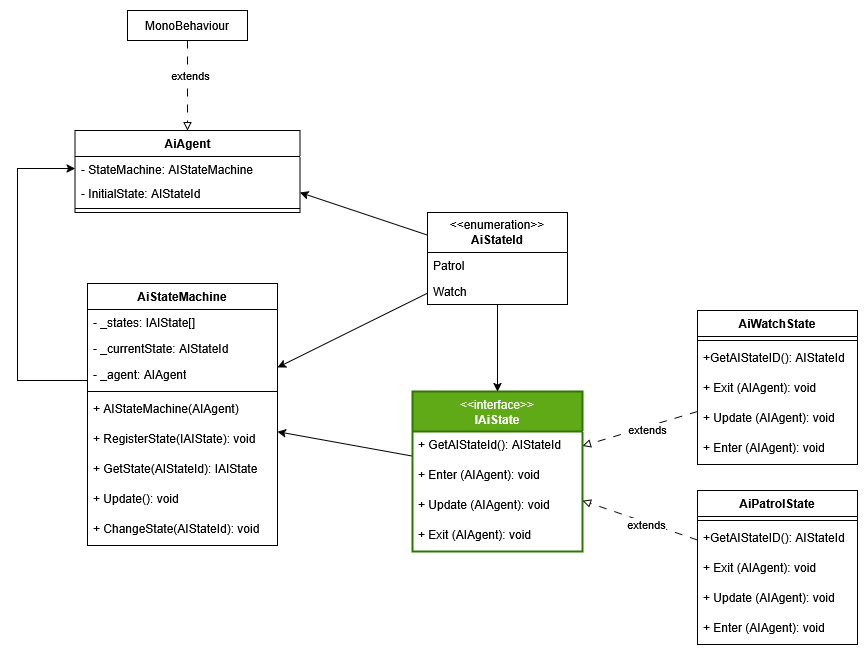 MonoBehaviour
extends
AiAgent
- StateMachine: AIStateMachine
- InitialState: AIStateId
<<enumeration>>
AiStateId
Patrol
Watch
AiStateMachine
- _states: IAIState[]
- _currentState: AIStateId
- _agent: AIAgent
+ AIStateMachine(AIAgent)
+ RegisterState(IAIState): void
+ GetState(AIStateId): IAIState
+ Update(): void
+ ChangeState(AIStateId): void
<<interface>>
IAiState
+ GetAIStateId(): AIStateId
+ Enter (AIAgent): void
+ Update (AIAgent): void
+ Exit (AIAgent): void
extends
extends
AiWatchState
+GetAIStateID(): AIStateId
+ Exit (AIAgent): void
+ Update (AIAgent): void
+ Enter (AIAgent): void
AiPatrolState
+GetAIStateID(): AIStateId
+ Exit (AIAgent): void
+ Update (AIAgent): void
+ Enter (AIAgent): void